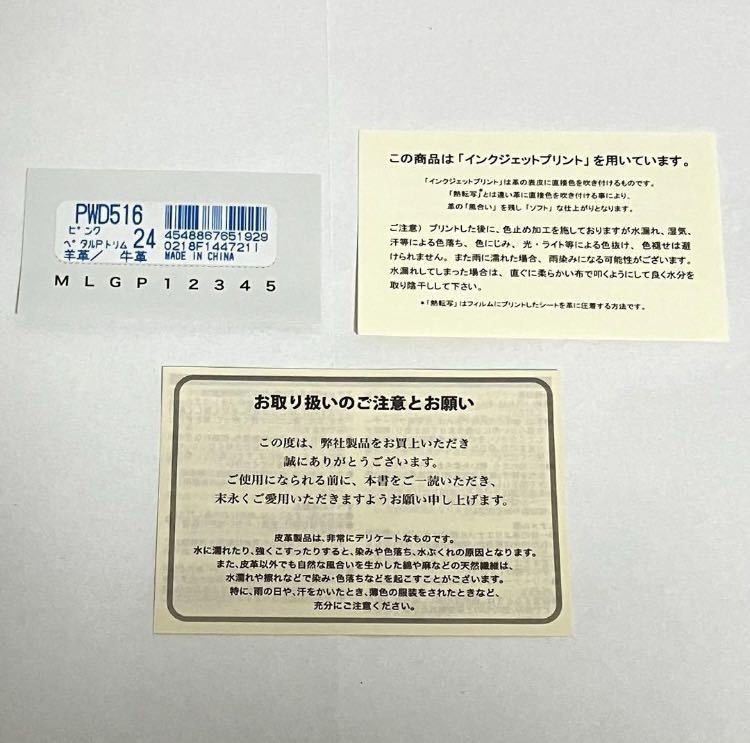 PWD516
ピンク
ペタルPトリム 24
羊革/ 牛革
4548867651929
0218F1447211
MADE IN CHINA
M L G P 1 2 3 4 5
この商品は「インクジェットプリント」を用いています。
「インクジェットプリント」は革の表皮に直接色を吹き付けるものです。
「熱転写」*とは違い革に直接色を吹き付ける事により、
革の「風合い」を残し「ソフト」な仕上がりとなります。
ご注意）プリントした後に、色止め加工を施しておりますが水漏れ、湿気、
汗等による色落ち、色にじみ、光・ライト等による色抜け、色褪せは避
けられません。また雨に濡れた場合、雨染みになる可能性がございます。
水漏れしてしまった場合は、直ぐに柔らかい布で叩くようにして良く水分を
取り陰干しして下さい。
*「熱転写」はフィルムにプリントしたシートを革に圧着する方法です。
お取り扱いのご注意とお願い
この度は、弊社製品をお買上いただき
誠にありがとうございます。
ご使用になられる前に、本書をご一読いただき、
末永くご愛用いただきますようお願い申し上げます。
皮革製品は、非常にデリケートなものです。
水に濡れたり、強くこすったりすると、染みや色落ち、水ぶくれの原因となります。
また、皮革以外でも自然な風合いを生かした綿や麻などの天然繊維は、
水濡れや擦れなどで染み・色落ちなどを起こすことがございます。
特に、雨の日や、汗をかいたとき、薄色の服装をされたときなど、
充分にご注意ください。